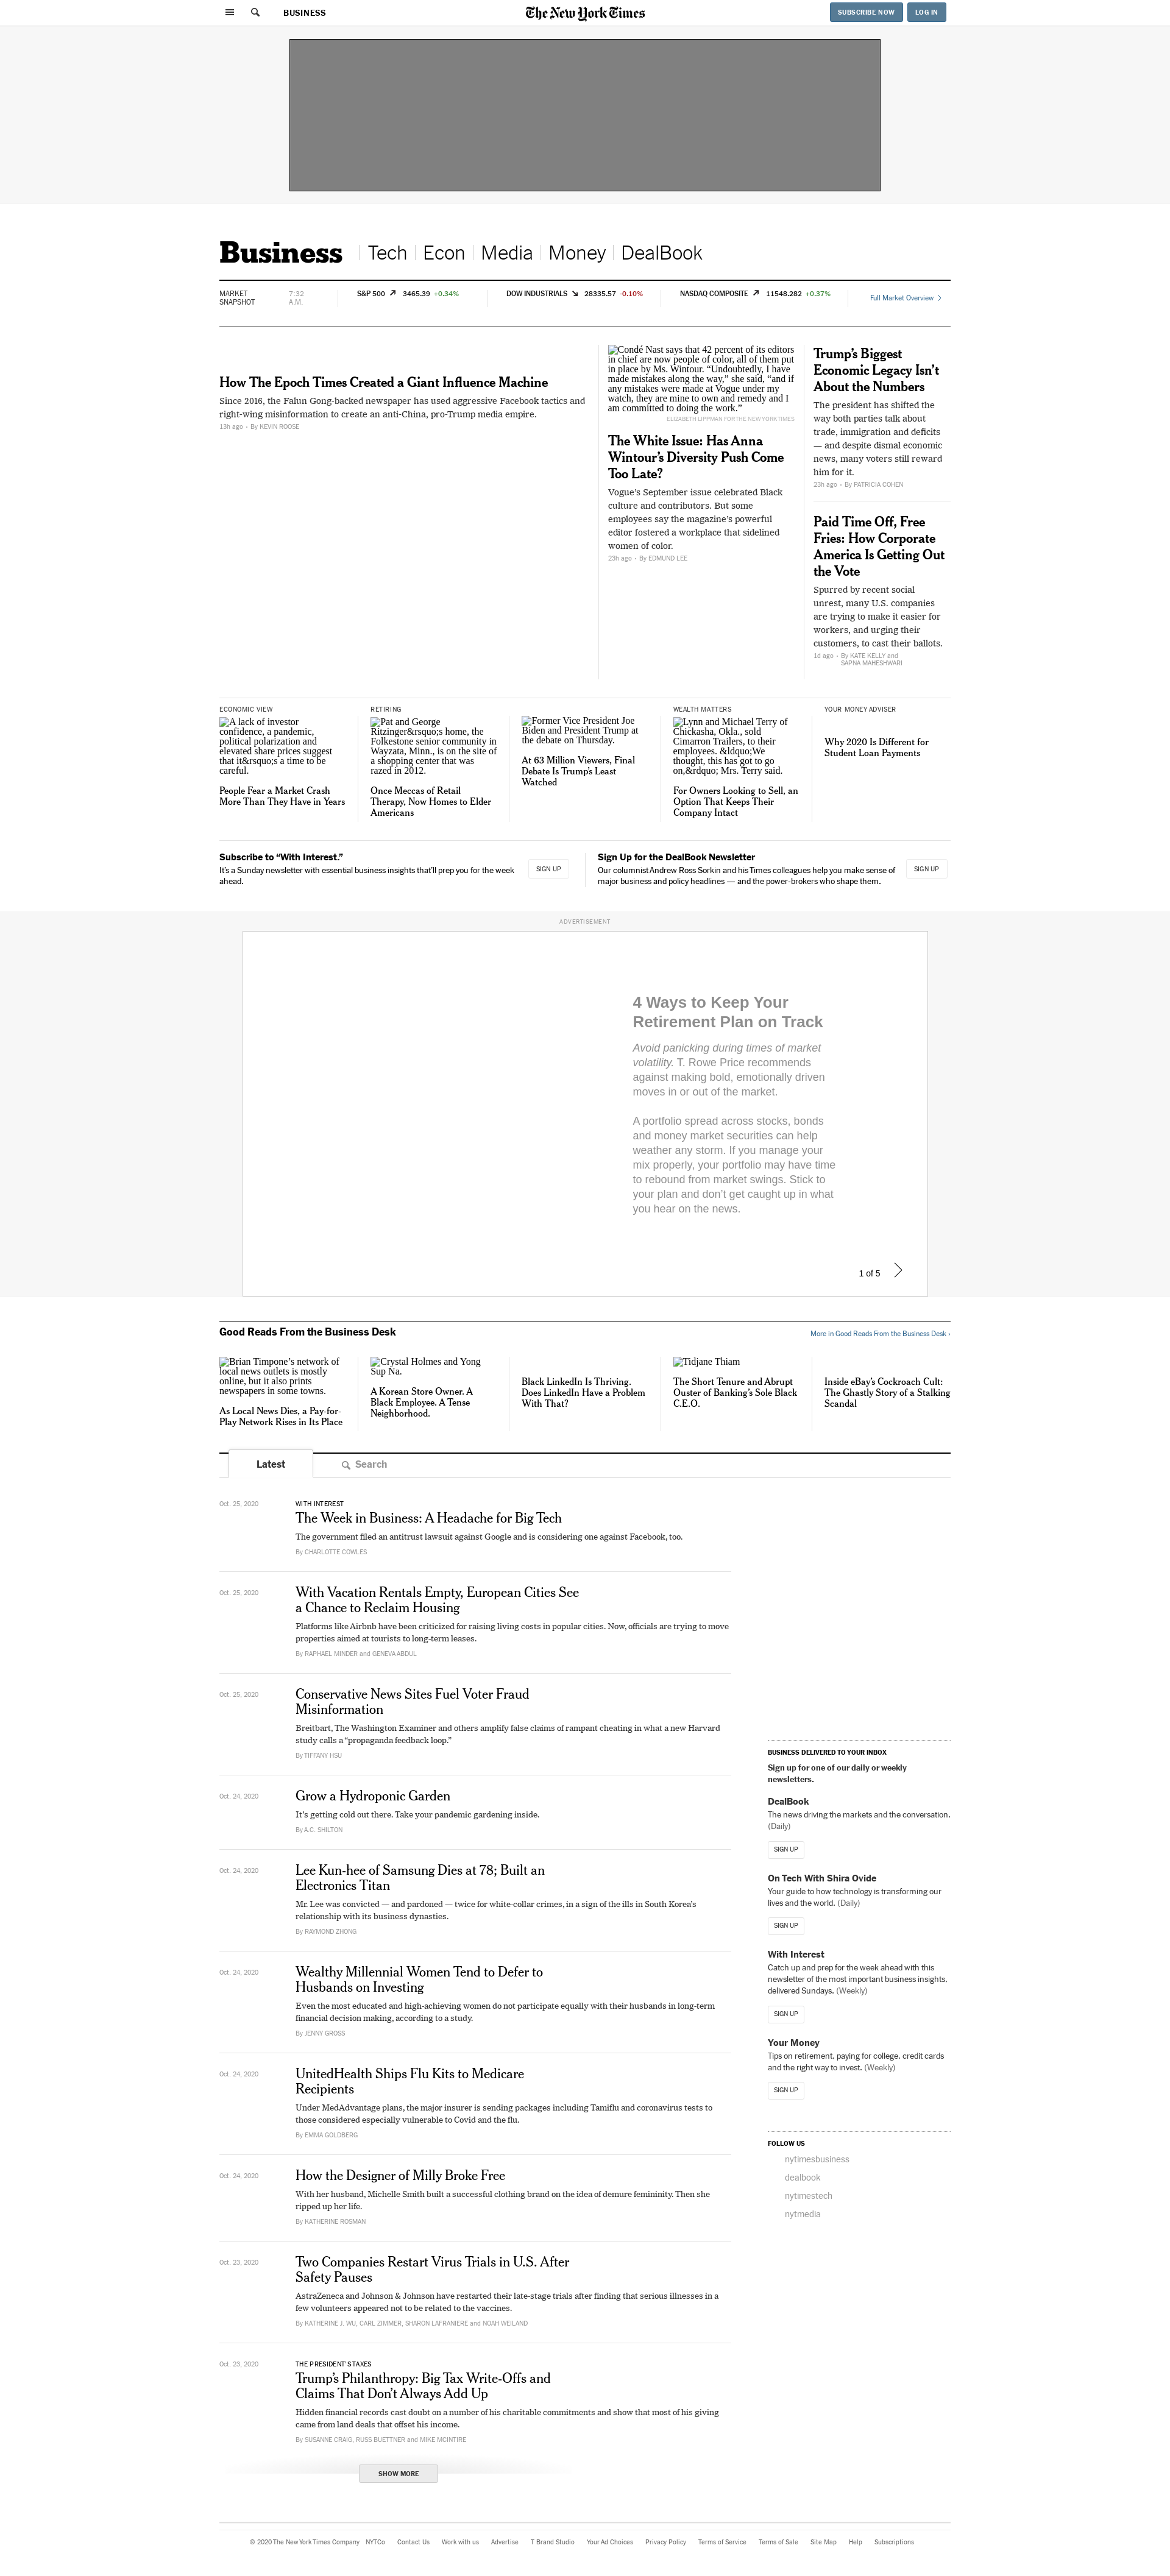 BUSINESS
The New York Times
SUBSCRIBE NOW
LOG IN
Business
Tech
Econ
Media
Money
DealBook
MARKET
SNAPSHOT
7:32
A.M.
S&P 500 3465.39 +0.34%
DOW INDUSTRIALS 28335.57 -0.10%
NASDAQ COMPOSITE 11548.282 +0.37%
Full Market Overview
How The Epoch Times Created a Giant Influence Machine
Since 2016, the Falun Gong-backed newspaper has used aggressive Facebook tactics and
right-wing misinformation to create an anti-China, pro-Trump media empire.
13h ago • By KEVIN ROOSE
Condé Nast says that 42 percent of its editors
in chief are now people of color, all of them put
in place by Ms. Wintour. “Undoubtedly, I have
made mistakes along the way,” she said, “and if
any mistakes were made at Vogue under my
watch, they are mine to own and remedy and I
am committed to doing the work.”
ELIZABETH LIPPMAN FOR THE NEW YORK TIMES
The White Issue: Has Anna
Wintour’s Diversity Push Come
Too Late?
Vogue’s September issue celebrated Black
culture and contributors. But some
employees say the magazine’s powerful
editor fostered a workplace that sidelined
women of color.
23h ago • By EDMUND LEE
Trump’s Biggest
Economic Legacy Isn’t
About the Numbers
The president has shifted the
way both parties talk about
trade, immigration and deficits
— and despite dismal economic
news, many voters still reward
him for it.
23h ago • By PATRICIA COHEN
Paid Time Off, Free
Fries: How Corporate
America Is Getting Out
the Vote
Spurred by recent social
unrest, many U.S. companies
are trying to make it easier for
workers, and urging their
customers, to cast their ballots.
1d ago • By KATE KELLY and
SAPNA MAHESHWARI
ECONOMIC VIEW
A lack of investor
confidence, a pandemic,
political polarization and
elevated share prices suggest
that it&rsquo;s a time to be
careful.
People Fear a Market Crash
More Than They Have in Years
RETIRING
Pat and George
Ritzinger&rsquo;s home, the
Folkestone senior community in
Wayzata, Minn., is on the site of
a shopping center that was
razed in 2012.
Once Meccas of Retail
Therapy, Now Homes to Elder
Americans
Former Vice President Joe
Biden and President Trump at
the debate on Thursday.
At 63 Million Viewers, Final
Debate Is Trump’s Least
Watched
WEALTH MATTERS
Lynn and Michael Terry of
Chickasha, Okla., sold
Cimarron Trailers, to their
employees. &ldquo;We
thought, this has got to go
on,&rdquo; Mrs. Terry said.
For Owners Looking to Sell, an
Option That Keeps Their
Company Intact
YOUR MONEY ADVISER
Why 2020 Is Different for
Student Loan Payments
Subscribe to “With Interest.”
It’s a Sunday newsletter with essential business insights that’ll prep you for the week
ahead.
SIGN UP
Sign Up for the DealBook Newsletter
Our columnist Andrew Ross Sorkin and his Times colleagues help you make sense of
major business and policy headlines — and the power-brokers who shape them.
SIGN UP
ADVERTISEMENT
4 Ways to Keep Your
Retirement Plan on Track
Avoid panicking during times of market
volatility. T. Rowe Price recommends
against making bold, emotionally driven
moves in or out of the market.
A portfolio spread across stocks, bonds
and money market securities can help
weather any storm. If you manage your
mix properly, your portfolio may have time
to rebound from market swings. Stick to
your plan and don’t get caught up in what
you hear on the news.
1 of 5
Good Reads From the Business Desk
More in Good Reads From the Business Desk ›
Brian Timpone’s network of
local news outlets is mostly
online, but it also prints
newspapers in some towns.
As Local News Dies, a Pay-for-
Play Network Rises in Its Place
Crystal Holmes and Yong
Sup Na.
A Korean Store Owner. A
Black Employee. A Tense
Neighborhood.
Black LinkedIn Is Thriving.
Does LinkedIn Have a Problem
With That?
Tidjane Thiam
The Short Tenure and Abrupt
Ouster of Banking’s Sole Black
C.E.O.
Inside eBay’s Cockroach Cult:
The Ghastly Story of a Stalking
Scandal
Latest
Search
Oct. 25, 2020
WITH INTEREST
The Week in Business: A Headache for Big Tech
The government filed an antitrust lawsuit against Google and is considering one against Facebook, too.
By CHARLOTTE COWLES
Oct. 25, 2020
With Vacation Rentals Empty, European Cities See
a Chance to Reclaim Housing
Platforms like Airbnb have been criticized for raising living costs in popular cities. Now, officials are trying to move
properties aimed at tourists to long-term leases.
By RAPHAEL MINDER and GENEVA ABDUL
Oct. 25, 2020
Conservative News Sites Fuel Voter Fraud
Misinformation
Breitbart, The Washington Examiner and others amplify false claims of rampant cheating in what a new Harvard
study calls a “propaganda feedback loop.”
By TIFFANY HSU
Oct. 24, 2020
Grow a Hydroponic Garden
It’s getting cold out there. Take your pandemic gardening inside.
By A.C. SHILTON
Oct. 24, 2020
Lee Kun-hee of Samsung Dies at 78; Built an
Electronics Titan
Mr. Lee was convicted — and pardoned — twice for white-collar crimes, in a sign of the ills in South Korea’s
relationship with its business dynasties.
By RAYMOND ZHONG
Oct. 24, 2020
Wealthy Millennial Women Tend to Defer to
Husbands on Investing
Even the most educated and high-achieving women do not participate equally with their husbands in long-term
financial decision making, according to a study.
By JENNY GROSS
Oct. 24, 2020
UnitedHealth Ships Flu Kits to Medicare
Recipients
Under MedAdvantage plans, the major insurer is sending packages including Tamiflu and coronavirus tests to
those considered especially vulnerable to Covid and the flu.
By EMMA GOLDBERG
Oct. 24, 2020
How the Designer of Milly Broke Free
With her husband, Michelle Smith built a successful clothing brand on the idea of demure femininity. Then she
ripped up her life.
By KATHERINE ROSMAN
Oct. 23, 2020
Two Companies Restart Virus Trials in U.S. After
Safety Pauses
AstraZeneca and Johnson & Johnson have restarted their late-stage trials after finding that serious illnesses in a
few volunteers appeared not to be related to the vaccines.
By KATHERINE J. WU, CARL ZIMMER, SHARON LAFRANIERE and NOAH WEILAND
Oct. 23, 2020
THE PRESIDENT’S TAXES
Trump’s Philanthropy: Big Tax Write-Offs and
Claims That Don’t Always Add Up
Hidden financial records cast doubt on a number of his charitable commitments and show that most of his giving
came from land deals that offset his income.
By SUSANNE CRAIG, RUSS BUETTNER and MIKE MCINTIRE
SHOW MORE
BUSINESS DELIVERED TO YOUR INBOX
Sign up for one of our daily or weekly
newsletters.
DealBook
The news driving the markets and the conversation.
(Daily)
SIGN UP
On Tech With Shira Ovide
Your guide to how technology is transforming our
lives and the world. (Daily)
SIGN UP
With Interest
Catch up and prep for the week ahead with this
newsletter of the most important business insights,
delivered Sundays. (Weekly)
SIGN UP
Your Money
Tips on retirement, paying for college, credit cards
and the right way to invest. (Weekly)
SIGN UP
FOLLOW US
nytimesbusiness
dealbook
nytimestech
nytmedia
© 2020 The New York Times Company NYTCo Contact Us Work with us Advertise T Brand Studio Your Ad Choices Privacy Policy Terms of Service Terms of Sale Site Map Help Subscriptions